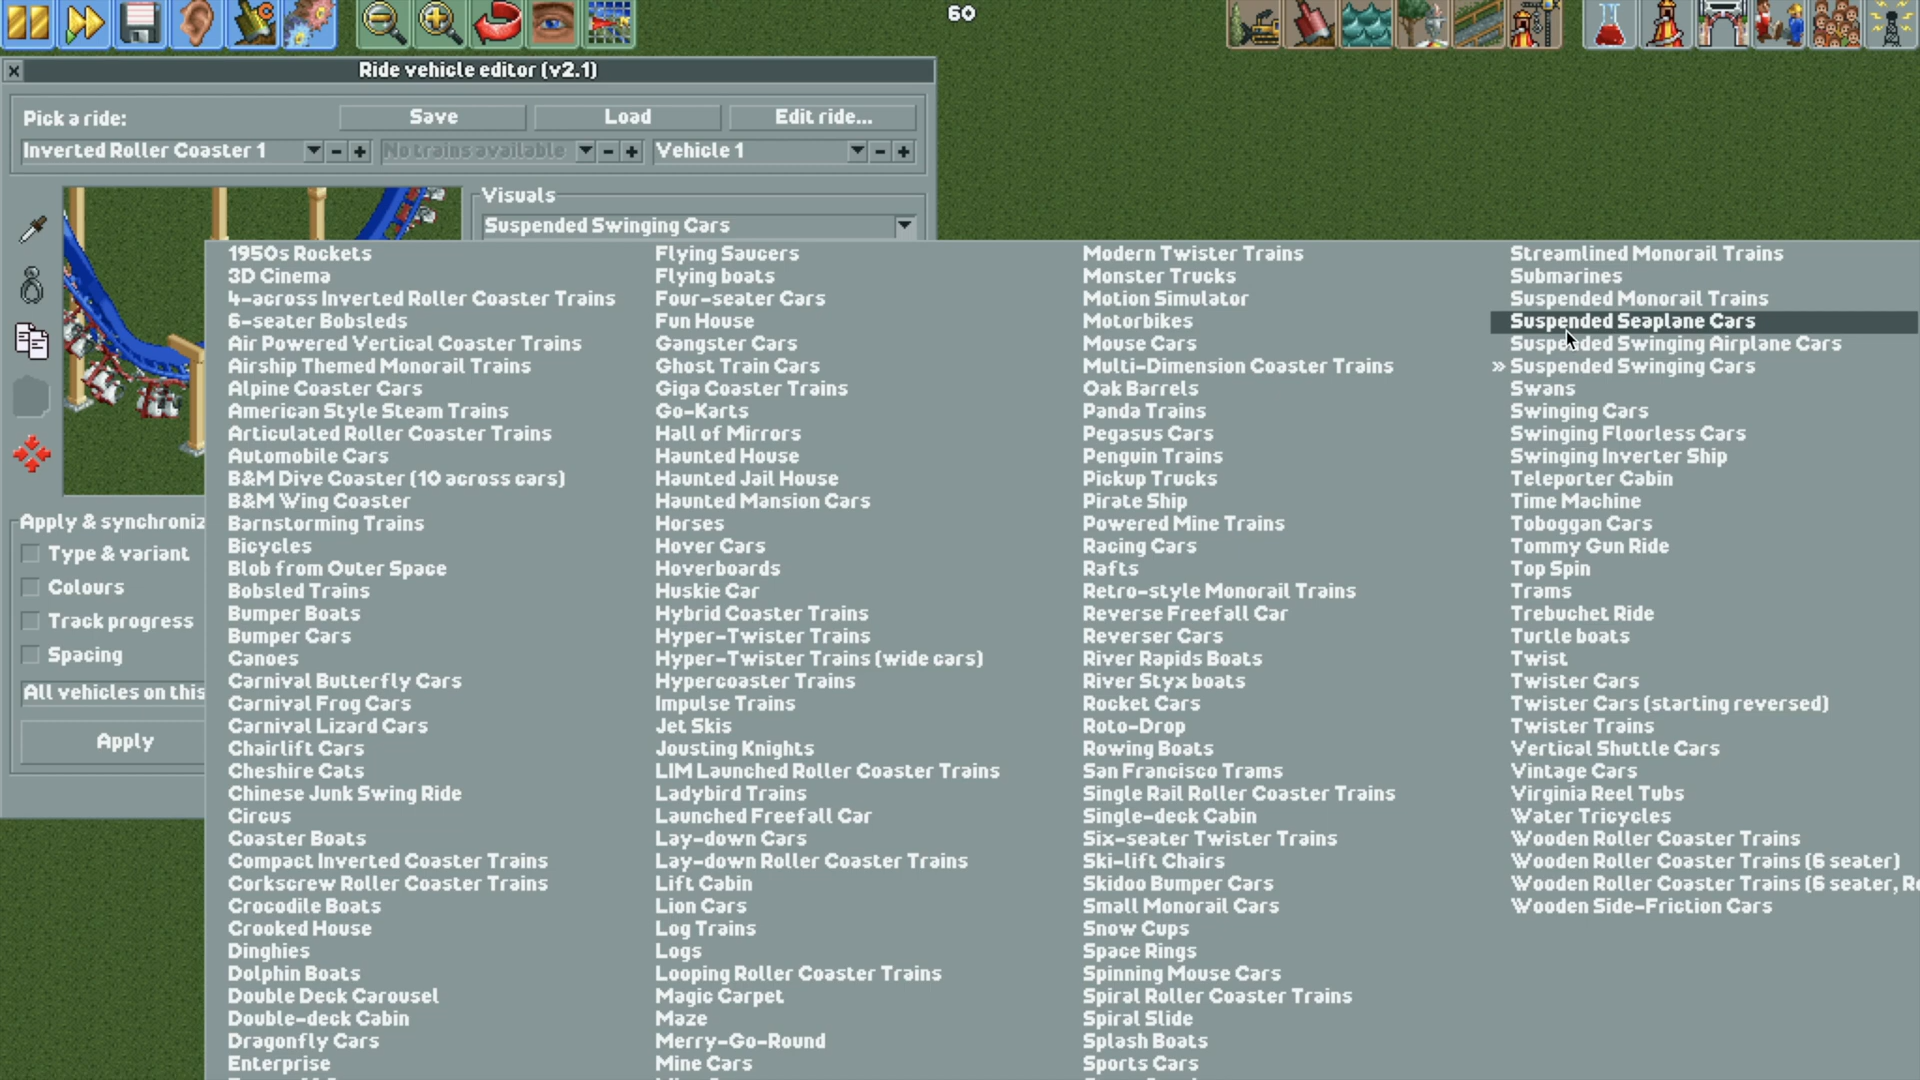 60
Ride vehicle editor (v2.1)
Pick a ride:
Save
Load
Edit ride...
Inverted Roller Coaster 1
No trains available
Vehicle 1
Visuals
Suspended Swinging Cars
Apply & synchroniz
Type & variant
Colours
Track progress
Spacing
All vehicles on this
Apply
1950s Rockets
3D Cinema
4-across Inverted Roller Coaster Trains
6-seater Bobsleds
Air Powered Vertical Coaster Trains
Airship Themed Monorail Trains
Alpine Coaster Cars
American Style Steam Trains
Articulated Roller Coaster Trains
Automobile Cars
B&M Dive Coaster (10 across cars)
B&M Wing Coaster
Barnstorming Trains
Bicycles
Blob from Outer Space
Bobsled Trains
Bumper Boats
Bumper Cars
Canoes
Carnival Butterfly Cars
Carnival Frog Cars
Carnival Lizard Cars
Chairlift Cars
Cheshire Cats
Chinese Junk Swing Ride
Circus
Coaster Boats
Compact Inverted Coaster Trains
Corkscrew Roller Coaster Trains
Crocodile Boats
Crooked House
Dinghies
Dolphin Boats
Double Deck Carousel
Double-deck Cabin
Dragonfly Cars
Enterprise
Flying Saucers
Flying boats
Four-seater Cars
Fun House
Gangster Cars
Ghost Train Cars
Giga Coaster Trains
Go-Karts
Hall of Mirrors
Haunted House
Haunted Jail House
Haunted Mansion Cars
Horses
Hover Cars
Hoverboards
Huskie Car
Hybrid Coaster Trains
Hyper-Twister Trains
Hyper-Twister Trains (wide cars)
Hypercoaster Trains
Impulse Trains
Jet Skis
Jousting Knights
LIM Launched Roller Coaster Trains
Ladybird Trains
Launched Freefall Car
Lay-down Cars
Lay-down Roller Coaster Trains
Lift Cabin
Lion Cars
Log Trains
Logs
Looping Roller Coaster Trains
Magic Carpet
Maze
Merry-Go-Round
Mine Cars
Modern Twister Trains
Monster Trucks
Motion Simulator
Motorbikes
Mouse Cars
Multi-Dimension Coaster Trains
Oak Barrels
Panda Trains
Pegasus Cars
Penguin Trains
Pickup Trucks
Pirate Ship
Powered Mine Trains
Racing Cars
Rafts
Retro-style Monorail Trains
Reverse Freefall Car
Reverser Cars
River Rapids Boats
River Styx boats
Rocket Cars
Roto-Drop
Rowing Boats
San Francisco Trams
Single Rail Roller Coaster Trains
Single-deck Cabin
Six-seater Twister Trains
Ski-lift Chairs
Skidoo Bumper Cars
Small Monorail Cars
Snow Cups
Space Rings
Spinning Mouse Cars
Spiral Roller Coaster Trains
Spiral Slide
Splash Boats
Sports Cars
Streamlined Monorail Trains
Submarines
Suspended Monorail Trains
Suspended Seaplane Cars
Suspended Swinging Airplane Cars
» Suspended Swinging Cars
Swans
Swinging Cars
Swinging Floorless Cars
Swinging Inverter Ship
Teleporter Cabin
Time Machine
Toboggan Cars
Tommy Gun Ride
Top Spin
Trams
Trebuchet Ride
Turtle boats
Twist
Twister Cars
Twister Cars (starting reversed)
Twister Trains
Vertical Shuttle Cars
Vintage Cars
Virginia Reel Tubs
Water Tricycles
Wooden Roller Coaster Trains
Wooden Roller Coaster Trains (6 seater)
Wooden Roller Coaster Trains (6 seater, Re
Wooden Side-Friction Cars